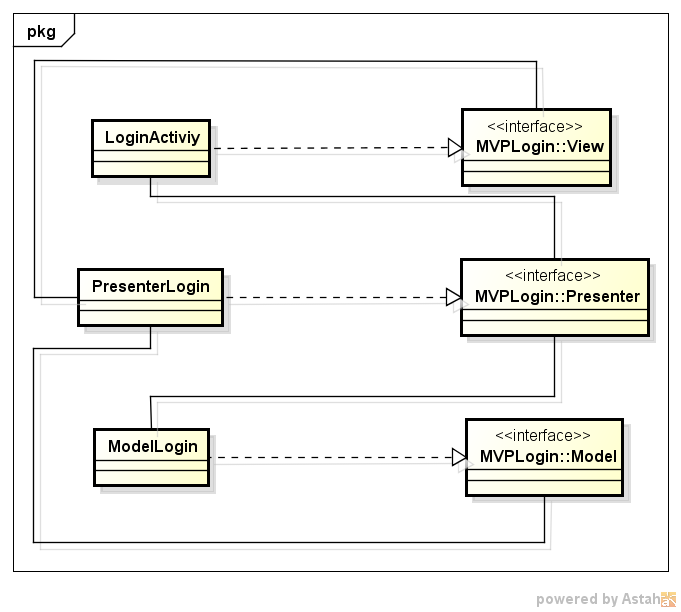 pkg
LoginActiviy
<<interface>>
MVPLogin::View
PresenterLogin
<<interface>>
MVPLogin::Presenter
ModelLogin
<<interface>>
MVPLogin::Model
powered by Astah